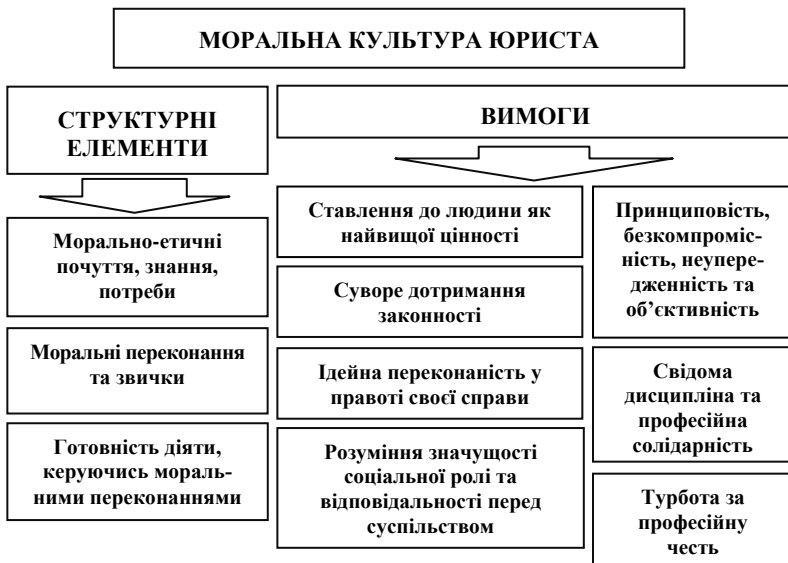 МОРАЛЬНА КУЛЬТУРА ЮРИСТА
СТРУКТУРНІ
ЕЛЕМЕНТИ
Морально-етичні
почуття, знання,
потреби
Моральні переконання
та звички
Готовність діяти,
керуючись мораль-
ними переконаннями
ВИМОГИ
Ставлення до людини як
найвищої цінності
Суворе дотримання
законності
Ідейна переконаність у
правоті своєї справи
Розуміння значущості
соціальної ролі та
відповідальності перед
суспільством
Принциповість,
безкомпроміс-
ність, неупере-
дженність та
об’єктивність
Свідома
дисципліна та
професійна
солідарність
Турбота за
професійну
честь